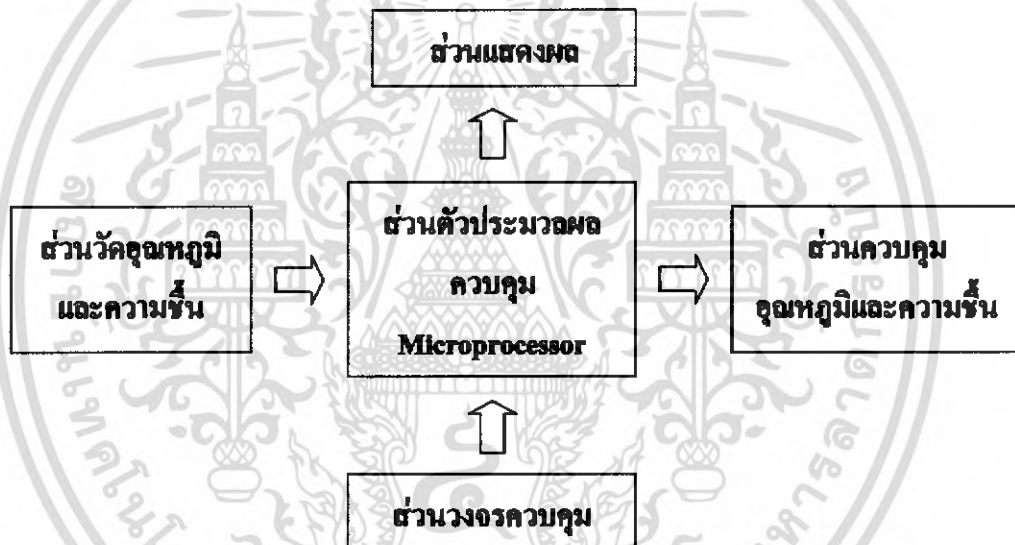 ส่วนแสดงผล
ส่วนวัดอุณหภูมิ
และความชื้น
ส่วนตัวประมวลผล
ควบคุม
Microprocessor
ส่วนควบคุม
อุณหภูมิและความชื้น
ส่วนวงจรควบคุม